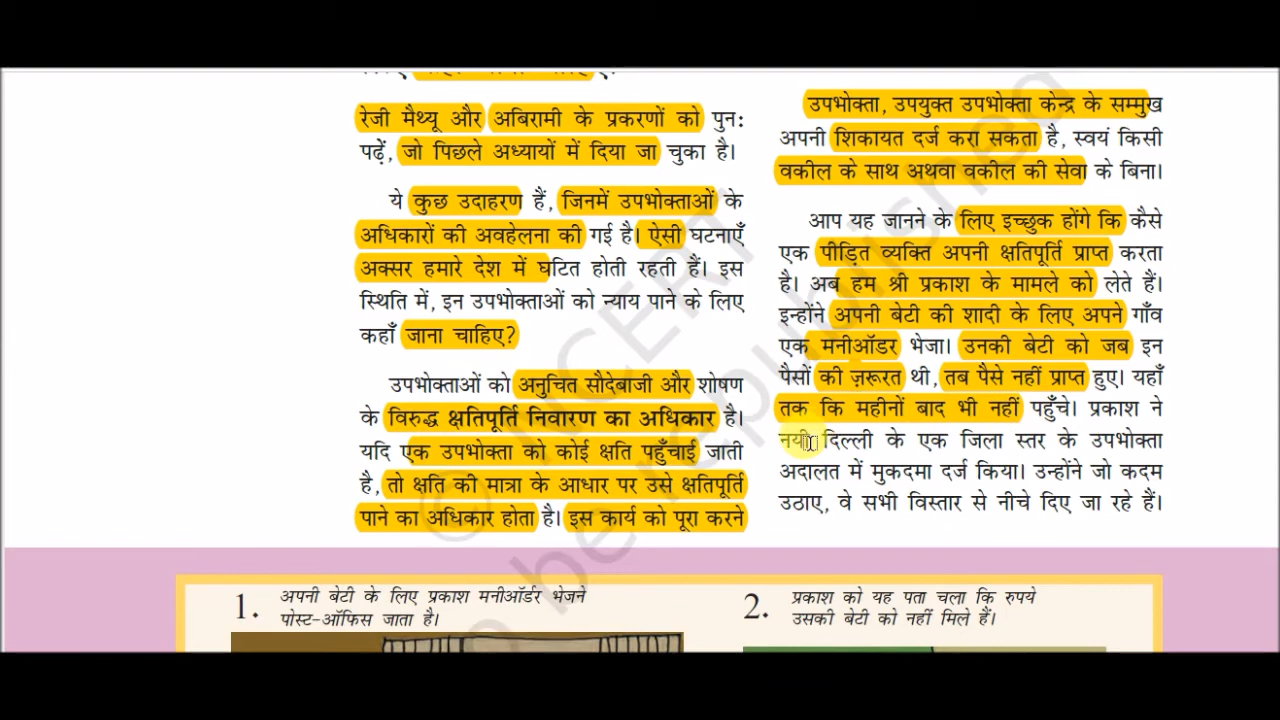 रेजी मैथ्यू और अबिरामी के प्रकरणों को पुन:
पढ़ें, जो पिछले अध्यायों में दिया जा चुका है।
ये कुछ उदाहरण हैं, जिनमें उपभोक्ताओं के
अधिकारों की अवहेलना की गई है। ऐसी घटनाएँ
अक्सर हमारे देश में घटित होती रहती हैं। इस
स्थिति में, इन उपभोक्ताओं को न्याय पाने के लिए
कहाँ जाना चाहिए?
उपभोक्ताओं को अनुचित सौदेबाजी और शोषण
के विरुद्ध क्षतिपूर्ति निवारण का अधिकार है।
यदि एक उपभोक्ता को कोई क्षति पहुँचाई जाती
है, तो क्षति की मात्रा के आधार पर उसे क्षतिपूर्ति
पाने का अधिकार होता है। इस कार्य को पूरा करने
उपभोक्ता, उपयुक्त उपभोक्ता केन्द्र के सम्मुख
अपनी शिकायत दर्ज करा सकता है, स्वयं किसी
वकील के साथ अथवा वकील की सेवा के बिना।
आप यह जानने के लिए इच्छुक होंगे कि कैसे
एक पीड़ित व्यक्ति अपनी क्षतिपूर्ति प्राप्त करता
है। अब हम श्री प्रकाश के मामले को लेते हैं।
इन्होंने अपनी बेटी की शादी के लिए अपने गाँव
एक मनीऑडर भेजा। उनकी बेटी को जब इन
पैसों की ज़रूरत थी, तब पैसे नहीं प्राप्त हुए। यहाँ
तक कि महीनों बाद भी नहीं पहुँचे। प्रकाश ने
नयी दिल्ली के एक जिला स्तर के उपभोक्ता
अदालत में मुकदमा दर्ज किया। उन्होंने जो कदम
उठाए, वे सभी विस्तार से नीचे दिए जा रहे हैं।
1. अपनी बेटी के लिए प्रकाश मनीऑर्डर भेजने
पोस्ट-ऑफिस जाता है।
2. प्रकाश को यह पता चला कि रुपये
उसकी बेटी को नहीं मिले हैं।
© NCERT
be republished